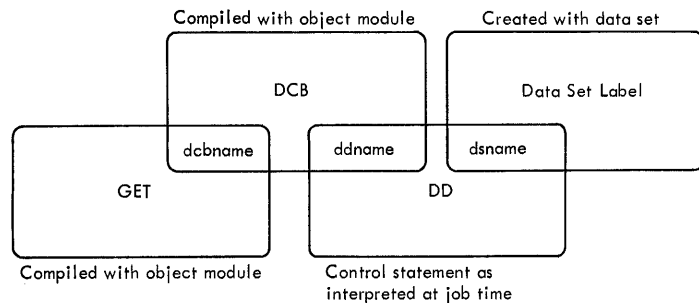 Compiled with object module
Created with data set
DCB
Data Set Label
dcbname
ddname
dsname
GET
DD
Compiled with object module
Control statement as
interpreted at job time